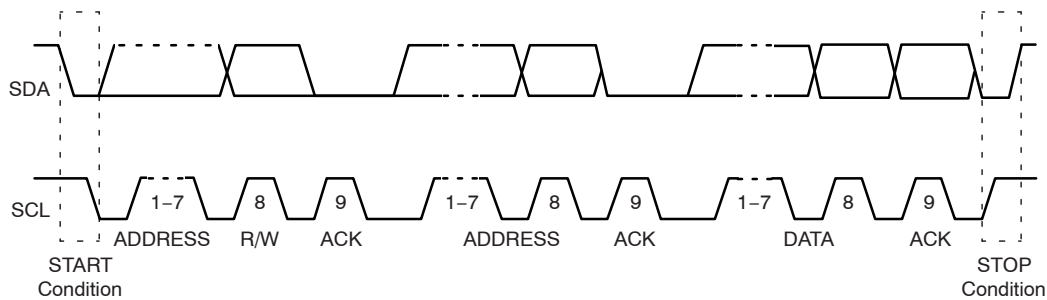 SDA
SCL
1–7 8 9 1–7 8 9 1–7 8 9
ADDRESS R/W ACK ADDRESS ACK DATA ACK
START
Condition
STOP
Condition